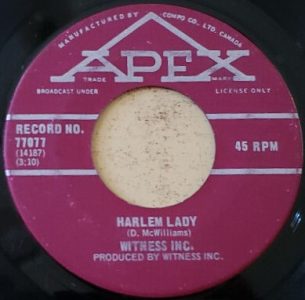 MANUFACTURED BY COMPO CO., LTD., CANADA
APEX
TRADE MARK
BROADCAST UNDER LICENSE ONLY
RECORD NO.
77077
(14187)
(3:10)
45 RPM
HARLEM LADY
(D. McWilliams)
WITNESS INC.
PRODUCED BY WITNESS INC.